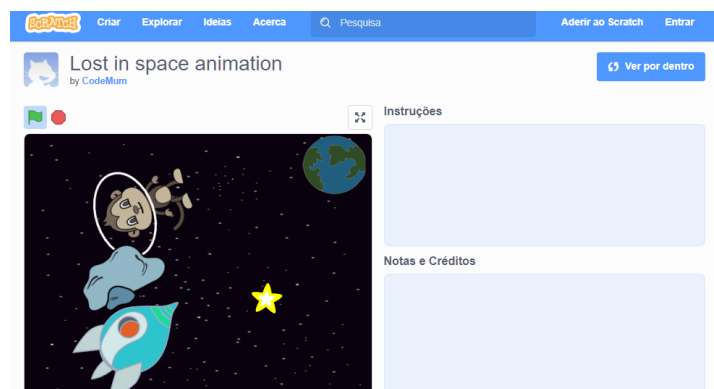 SCRATCH Criar Explorar Ideias Acerca Pesquisa Aderir ao Scratch Entrar
Lost in space animation
by CodeMum
Ver por dentro
Instruções
Notas e Créditos